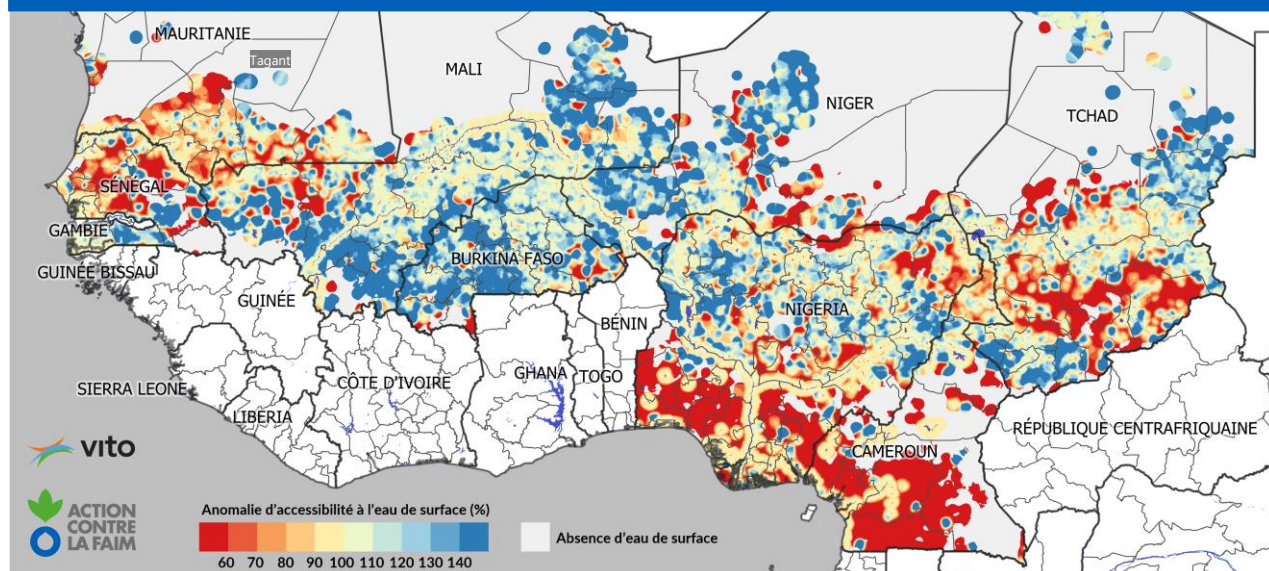 MAURITANIE
Tagant
MALI
NIGER
TCHAD
SÉNÉGAL
GAMBIE
BURKINA FASO
GUINÉE BISSAU
GUINÉE
NIGERIA
BÉNIN
SIERRA LEONE
CÔTE D'IVOIRE
GHANA
TOGO
LIBÉRIA
RÉPUBLIQUE CENTRAFRIQUAINE
CAMEROUN
vito
ACTION
CONTRE
LA FAIM
Anomalie d'accessibilité à l'eau de surface (%)
60 70 80 90 100 110 120 130 140
Absence d'eau de surface